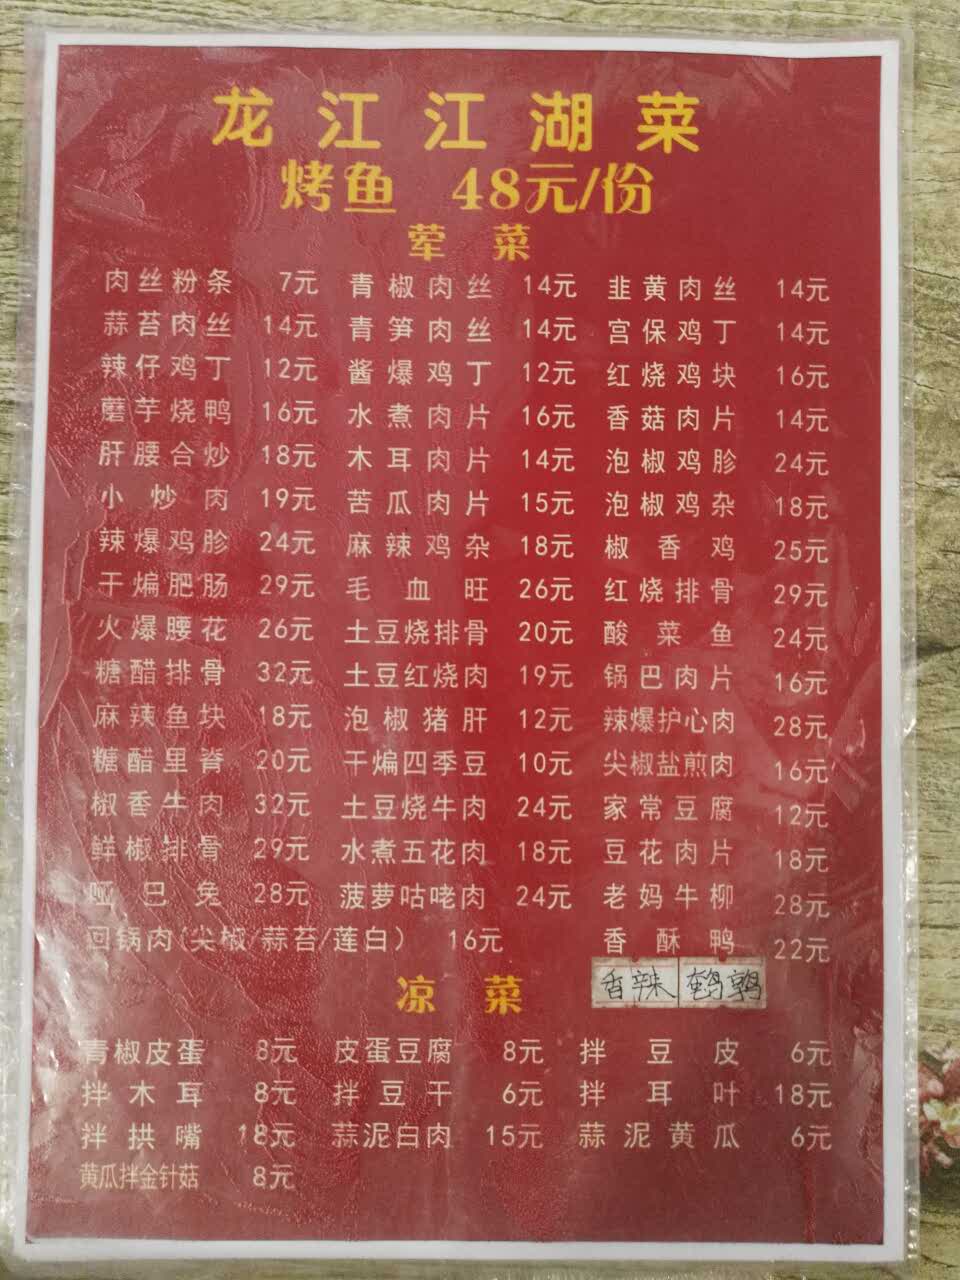 龙江江湖菜
烤鱼 48元/份
荤菜
肉丝粉条 7元 青椒肉丝 14元 韭黄肉丝 14元
蒜苔肉丝 14元 青笋肉丝 14元 宫保鸡丁 14元
辣仔鸡丁 12元 酱爆鸡丁 12元 红烧鸡块 16元
蘑芋烧鸭 16元 水煮肉片 16元 香菇肉片 14元
肝腰合炒 18元 木耳肉片 14元 泡椒鸡胗 24元
小炒肉 19元 苦瓜肉片 15元 泡椒鸡杂 18元
辣爆鸡胗 24元 麻辣鸡杂 18元 椒香鸡 25元
干煸肥肠 29元 毛血旺 26元 红烧排骨 29元
火爆腰花 26元 土豆烧排骨 20元 酸菜鱼 24元
糖醋排骨 32元 土豆红烧肉 19元 锅巴肉片 16元
麻辣鱼块 18元 泡椒猪肝 12元 辣爆护心肉 28元
糖醋里脊 20元 干煸四季豆 10元 尖椒盐煎肉 16元
椒香牛肉 32元 土豆烧牛肉 24元 家常豆腐 12元
鲜椒排骨 29元 水煮五花肉 18元 豆花肉片 18元
哑巴兔 28元 菠萝咕咾肉 24元 老妈牛柳 28元
回锅肉(尖椒/蒜苔/莲白) 16元 香酥鸭 22元
香辣 鹌鹑
凉菜
青椒皮蛋 8元 皮蛋豆腐 8元 拌豆皮 6元
拌木耳 8元 拌豆干 6元 拌耳叶 18元
拌拱嘴 18元 蒜泥白肉 15元 蒜泥黄瓜 6元
黄瓜拌金针菇 8元